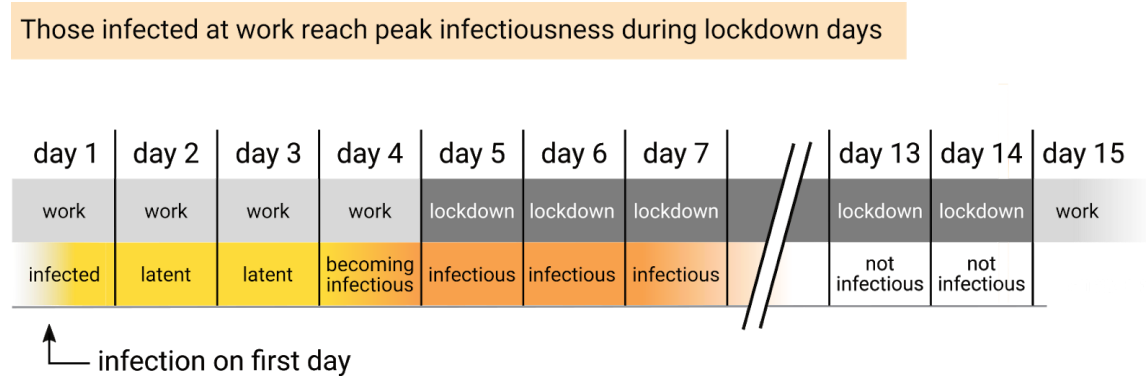 Those infected at work reach peak infectiousness during lockdown days
day 1 day 2 day 3 day 4 day 5 day 6 day 7 day 13 day 14 day 15
work work work work lockdown lockdown lockdown lockdown lockdown work
infected latent latent becoming infectious infectious infectious infectious not infectious not infectious
infection on first day